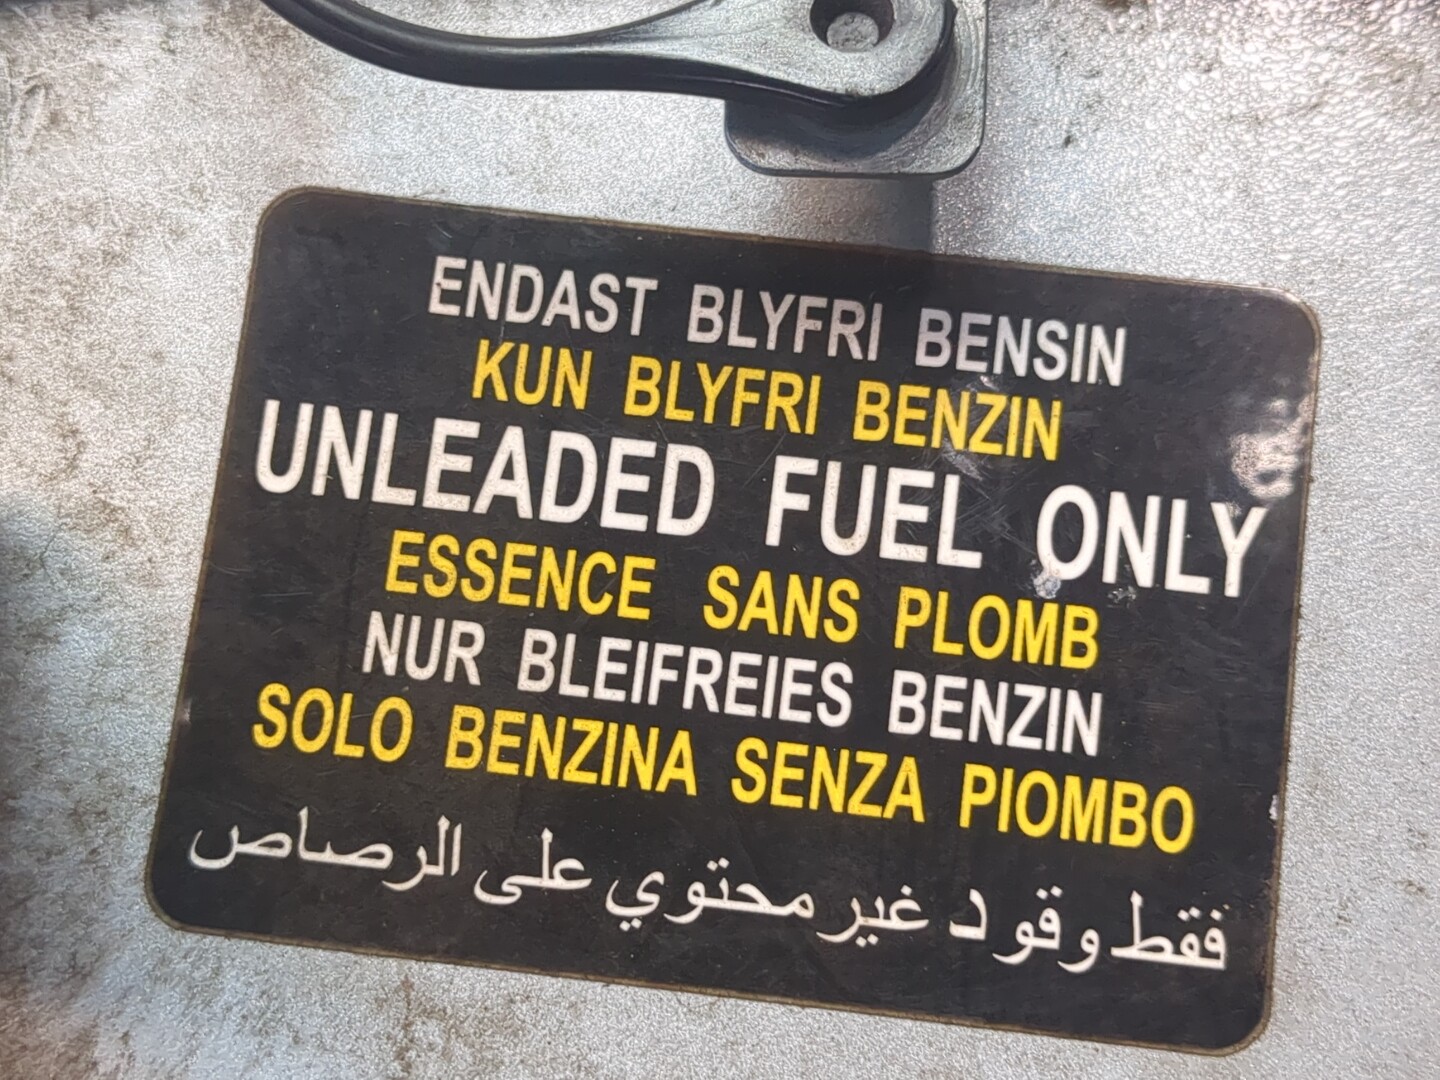 ENDAST BLYFRI BENSIN
KUN BLYFRI BENZIN
UNLEADED FUEL ONLY
ESSENCE SANS PLOMB
NUR BLEIFREIES BENZIN
SOLO BENZINA SENZA PIOMBO
فقط وقود غير محتوي على الرصاص